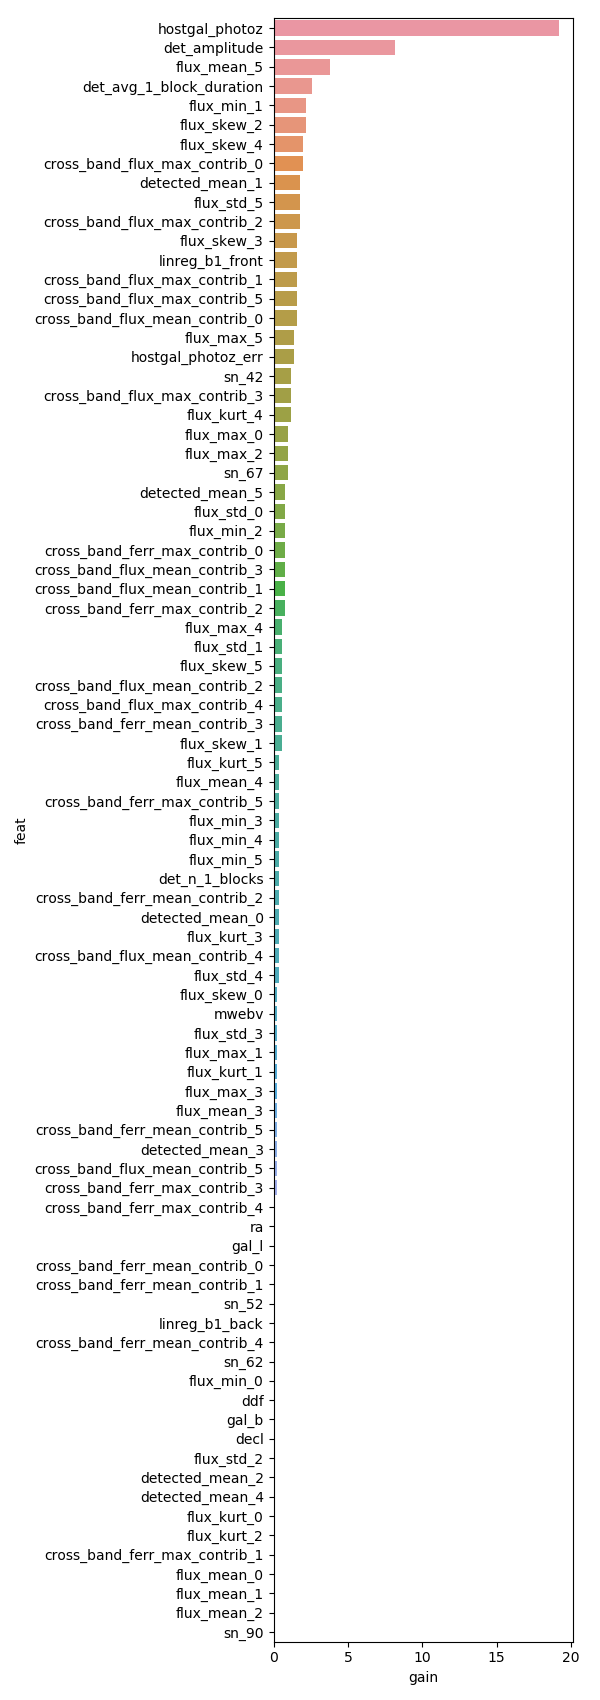 hostgal_photoz
det_amplitude
flux_mean_5
det_avg_1_block_duration
flux_min_1
flux_skew_2
flux_skew_4
cross_band_flux_max_contrib_0
detected_mean_1
flux_std_5
cross_band_flux_max_contrib_2
flux_skew_3
linreg_b1_front
cross_band_flux_max_contrib_1
cross_band_flux_max_contrib_5
cross_band_flux_mean_contrib_0
flux_max_5
hostgal_photoz_err
sn_42
cross_band_flux_max_contrib_3
flux_kurt_4
flux_max_0
flux_max_2
sn_67
detected_mean_5
flux_std_0
flux_min_2
cross_band_ferr_max_contrib_0
cross_band_flux_mean_contrib_3
cross_band_flux_mean_contrib_1
cross_band_ferr_max_contrib_2
flux_max_4
flux_std_1
flux_skew_5
cross_band_flux_mean_contrib_2
cross_band_flux_max_contrib_4
cross_band_ferr_mean_contrib_3
flux_skew_1
flux_kurt_5
flux_mean_4
cross_band_ferr_max_contrib_5
flux_min_3
flux_min_4
flux_min_5
det_n_1_blocks
cross_band_ferr_mean_contrib_2
detected_mean_0
flux_kurt_3
cross_band_flux_mean_contrib_4
flux_std_4
flux_skew_0
mwebv
flux_std_3
flux_max_1
flux_kurt_1
flux_max_3
flux_mean_3
cross_band_ferr_mean_contrib_5
detected_mean_3
cross_band_flux_mean_contrib_5
cross_band_ferr_max_contrib_3
cross_band_ferr_max_contrib_4
ra
gal_l
cross_band_ferr_mean_contrib_0
cross_band_ferr_mean_contrib_1
sn_52
linreg_b1_back
cross_band_ferr_mean_contrib_4
sn_62
flux_min_0
ddf
gal_b
decl
flux_std_2
detected_mean_2
detected_mean_4
flux_kurt_0
flux_kurt_2
cross_band_ferr_max_contrib_1
flux_mean_0
flux_mean_1
flux_mean_2
sn_90
feat
0 5 10 15 20
gain